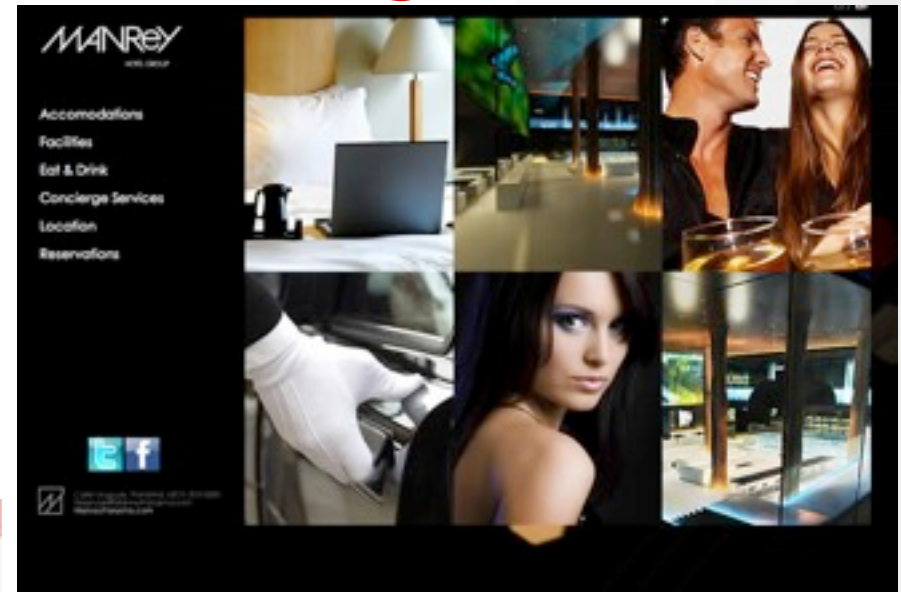 MANREY
HOTEL GROUP
Accomodations
Facilities
Eat & Drink
Concierge Services
Location
Reservations
t f